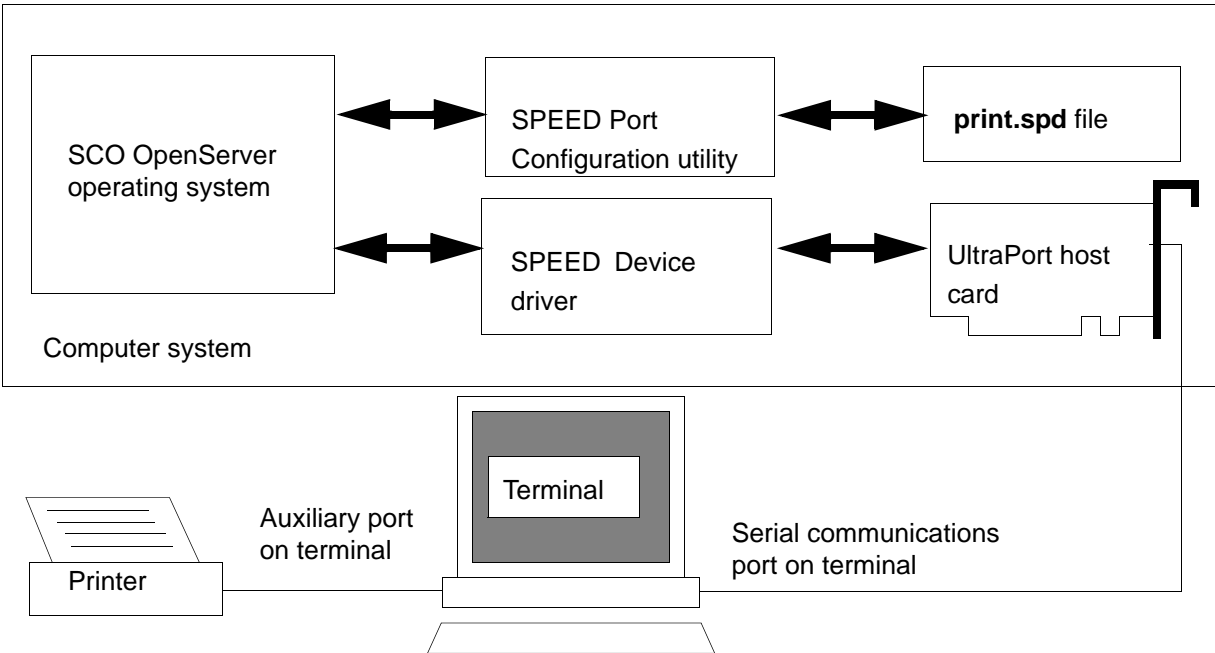 SCO OpenServer
operating system
SPEED Port
Configuration utility
print.spd file
SPEED Device
driver
UltraPort host
card
Computer system
Terminal
Auxiliary port
on terminal
Serial communications
port on terminal
Printer